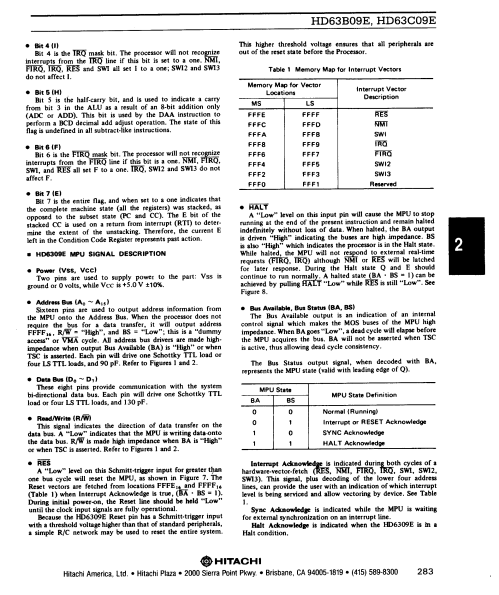 HD63B09E, HD63C09E
● Bit 4 (I)
Bit 4 is the IRQ mask bit. The processor will not recognize
interrupts from the IRQ line if this bit is set to a one. NMI,
FIRQ, IRQ, RES and SWI all set I to a one; SWI2 and SWI3
do not affect I.
● Bit 5 (H)
Bit 5 is the half-carry bit, and is used to indicate a carry
from bit 3 in the ALU as a result of an 8-bit addition only
(ADC or ADD). This bit is used by the DAA instruction to
perform a BCD decimal add adjust operation. The state of this
flag is undefined in all subtract-like instructions.
● Bit 6 (F)
Bit 6 is the FIRQ mask bit. The processor will not recognize
interrupts from the FIRQ line if this bit is a one. NMI, FIRQ,
SWI, and RES all set F to a one. IRQ, SWI2 and SWI3 do not
affect F.
● Bit 7 (E)
Bit 7 is the entire flag, and when set to a one indicates that
the complete machine state (all the registers) was stacked, as
opposed to the subset state (PC and CC). The E bit of the
stacked CC is used on a return from interrupt (RTI) to deter-
mine the extent of the unstacking. Therefore, the current E
left in the Condition Code Register represents past action.
■ HD6309E MPU SIGNAL DESCRIPTION
● Power (Vss, Vcc)
Two pins are used to supply power to the part: Vss is
ground or 0 volts, while Vcc is +5.0 V ±10%.
● Address Bus (A₀ ~ A₁₅)
Sixteen pins are used to output address information from
the MPU onto the Address Bus. When the processor does not
require the bus for a data transfer, it will output address
FFFF₁₆, R/W = "High", and BS = "Low"; this is a "dummy
access" or VMA cycle. All address bus drivers are made high-
impedance when output Bus Available (BA) is "High" or when
TSC is asserted. Each pin will drive one Schottky TTL load or
four LS TTL loads, and 90 pF. Refer to Figures 1 and 2.
● Data Bus (D₀ ~ D₇)
These eight pins provide communication with the system
bi-directional data bus. Each pin will drive one Schottky TTL
load or four LS TTL loads, and 130 pF.
● Read/Write (R/W)
This signal indicates the direction of data transfer on the
data bus. A "Low" indicates that the MPU is writing data onto
the data bus. R/W is made high impedance when BA is "High"
or when TSC is asserted. Refer to Figures 1 and 2.
● RES
A "Low" level on this Schmitt-trigger input for greater than
one bus cycle will reset the MPU, as shown in Figure 7. The
Reset vectors are fetched from locations FFFE₁₆ and FFFF₁₆
(Table 1) when Interrupt Acknowledge is true, (BA · BS = 1).
During initial power-on, the Reset line should be held "Low"
until the clock input signals are fully operational.
Because the HD6309E Reset pin has a Schmitt-trigger input
with a threshold voltage higher than that of standard peripherals,
a simple R/C network may be used to reset the entire system.
This higher threshold voltage ensures that all peripherals are
out of the reset state before the Processor.
Table 1 Memory Map for Interrupt Vectors
Memory Map for Vector Interrupt Vector
Locations Description
MS LS
FFFE FFFF RES
FFFC FFFD NMI
FFFA FFFB SWI
FFF8 FFF9 IRQ
FFF6 FFF7 FIRQ
FFF4 FFF5 SWI2
FFF2 FFF3 SWI3
FFF0 FFF1 Reserved
● HALT
A "Low" level on this input pin will cause the MPU to stop
running at the end of the present instruction and remain halted
indefinitely without loss of data. When halted, the BA output
is driven "High" indicating the buses are high impedance. BS
is also "High" which indicates the processor is in the Halt state.
While halted, the MPU will not respond to external real-time
requests (FIRQ, IRQ) although NMI or RES will be latched
for later response. During the Halt state Q and E should
continue to run normally. A halted state (BA · BS = 1) can be
achieved by pulling HALT "Low" while RES is still "Low". See
Figure 8.
● Bus Available, Bus Status (BA, BS)
The Bus Available output is an indication of an internal
control signal which makes the MOS buses of the MPU high
impedance. When BA goes "Low", a dead cycle will elapse before
the MPU acquires the bus. BA will not be asserted when TSC
is active, thus allowing dead cycle consistency.
The Bus Status output signal, when decoded with BA,
represents the MPU state (valid with leading edge of Q).
MPU State MPU State Definition
BA BS
0 0 Normal (Running)
0 1 Interrupt or RESET Acknowledge
1 0 SYNC Acknowledge
1 1 HALT Acknowledge
Interrupt Acknowledge is indicated during both cycles of a
hardware-vector-fetch (RES, NMI, FIRQ, IRQ, SWI, SWI2,
SWI3). This signal, plus decoding of the lower four address
lines, can provide the user with an indication of which interrupt
level is being serviced and allow vectoring by device. See Table
1.
Sync Acknowledge is indicated while the MPU is waiting
for external synchronization on an interrupt line.
Halt Acknowledge is indicated when the HD6309E is in a
Halt condition.
2
HITACHI
Hitachi America, Ltd. • Hitachi Plaza • 2000 Sierra Point Pkwy. • Brisbane, CA 94005-1819 • (415) 589-8300 283